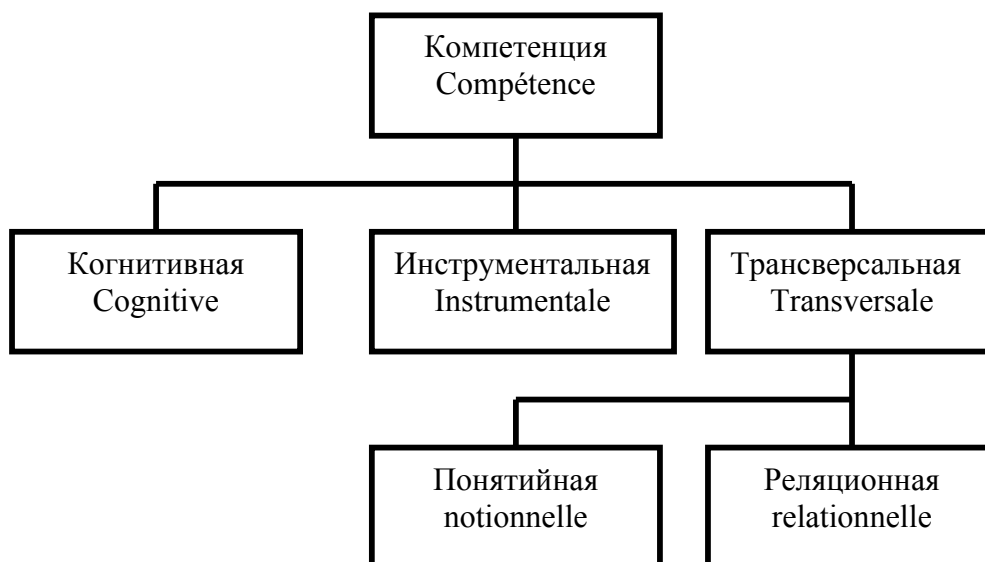 Компетенция
Compétence
Когнитивная
Cognitive
Инструментальная
Instrumentale
Трансверсальная
Transversale
Понятийная
notionnelle
Реляционная
relationnelle